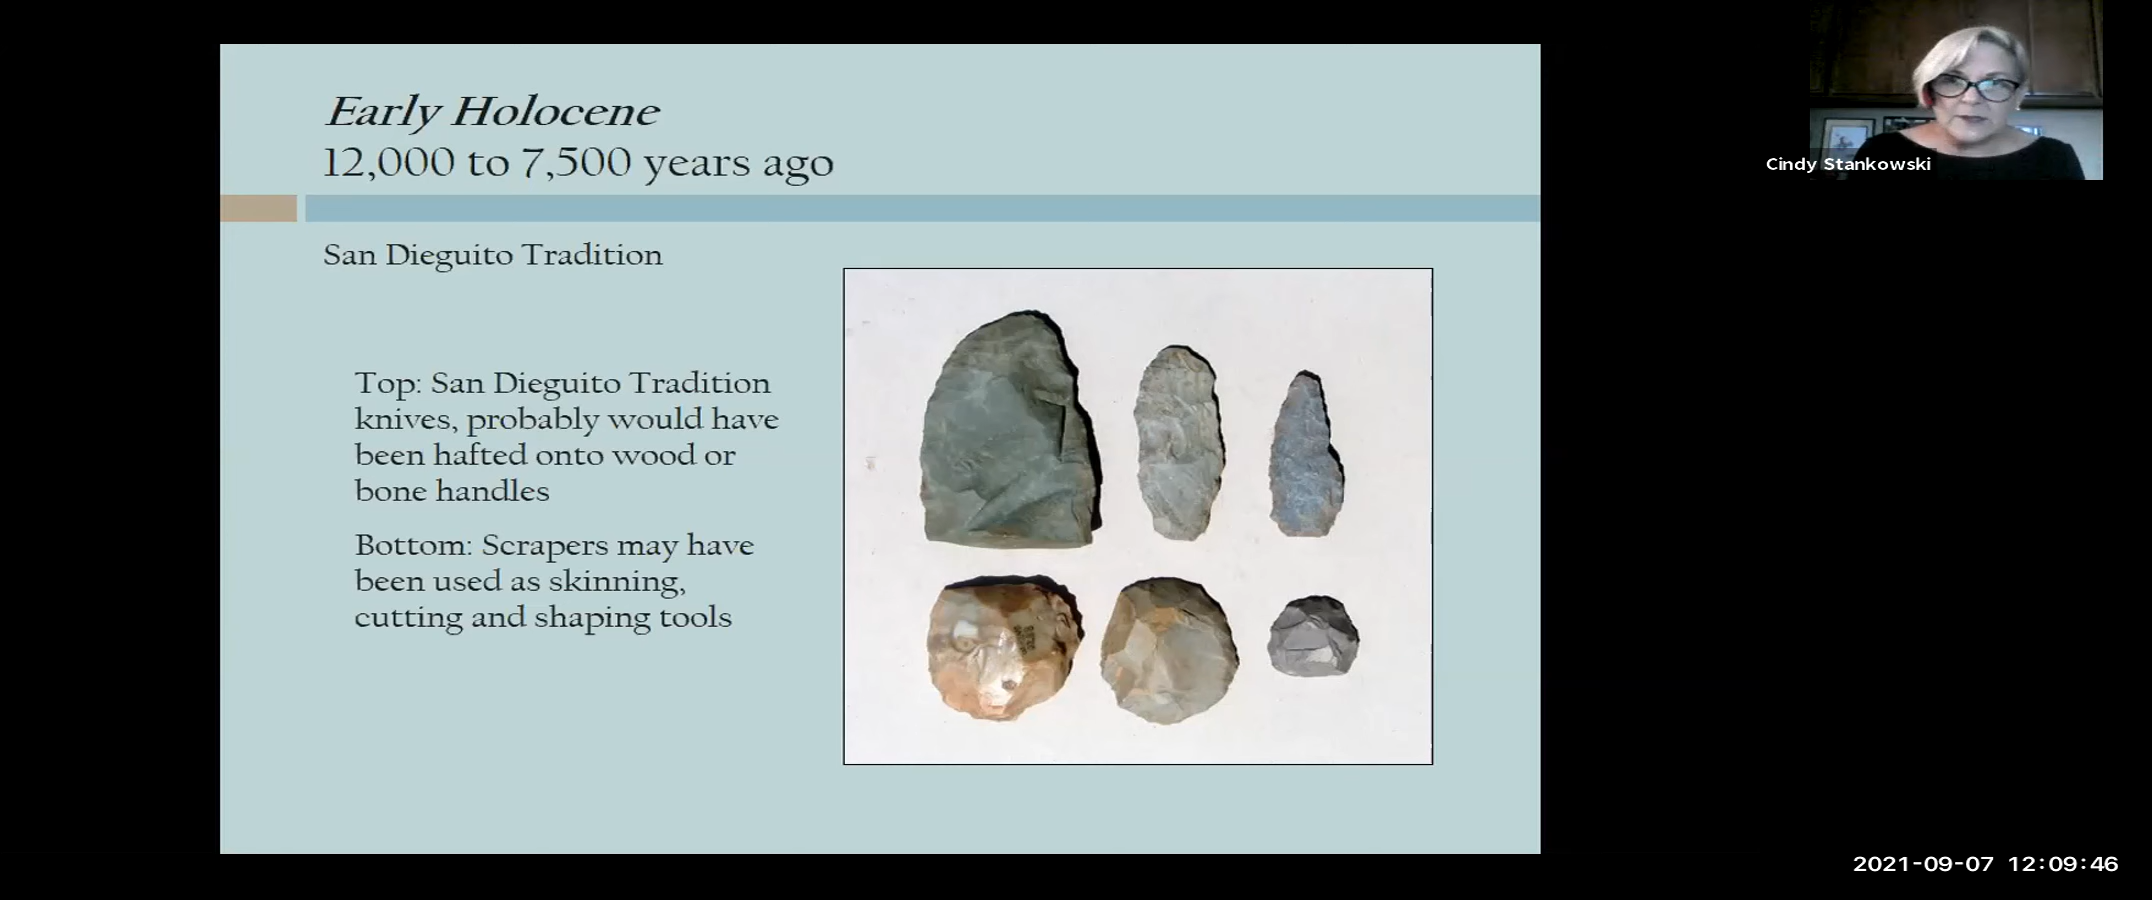 Early Holocene
12,000 to 7,500 years ago
San Dieguito Tradition
Top: San Dieguito Tradition
knives, probably would have
been hafted onto wood or
bone handles
Bottom: Scrapers may have
been used as skinning,
cutting and shaping tools
Cindy Stankowski
2021-09-07 12:09:46